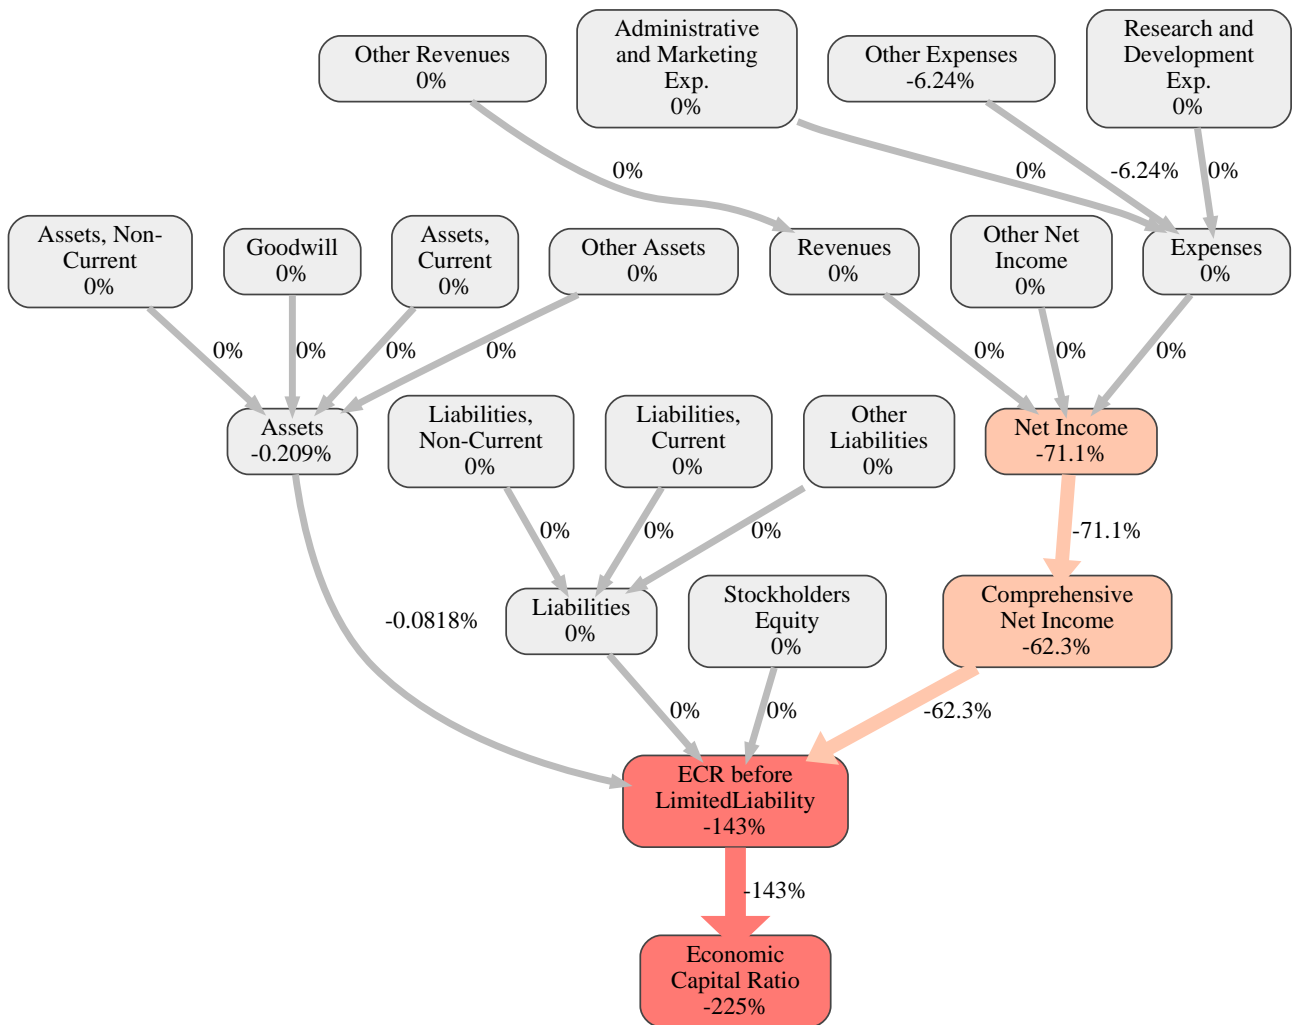 Other Revenues
0%
Administrative
and Marketing
Exp.
0%
Other Expenses
-6.24%
Research and
Development
Exp.
0%
0%
0%
-6.24%
0%
Assets, Non-
Current
0%
Goodwill
0%
Assets,
Current
0%
Other Assets
0%
Revenues
0%
Other Net
Income
0%
Expenses
0%
0%
0%
0%
0%
0%
0%
0%
Assets
-0.209%
Liabilities,
Non-Current
0%
Liabilities,
Current
0%
Other
Liabilities
0%
Net Income
-71.1%
0%
0%
0%
-71.1%
-0.0818%
Liabilities
0%
Stockholders
Equity
0%
Comprehensive
Net Income
-62.3%
0%
0%
-62.3%
ECR before
LimitedLiability
-143%
-143%
Economic
Capital Ratio
-225%